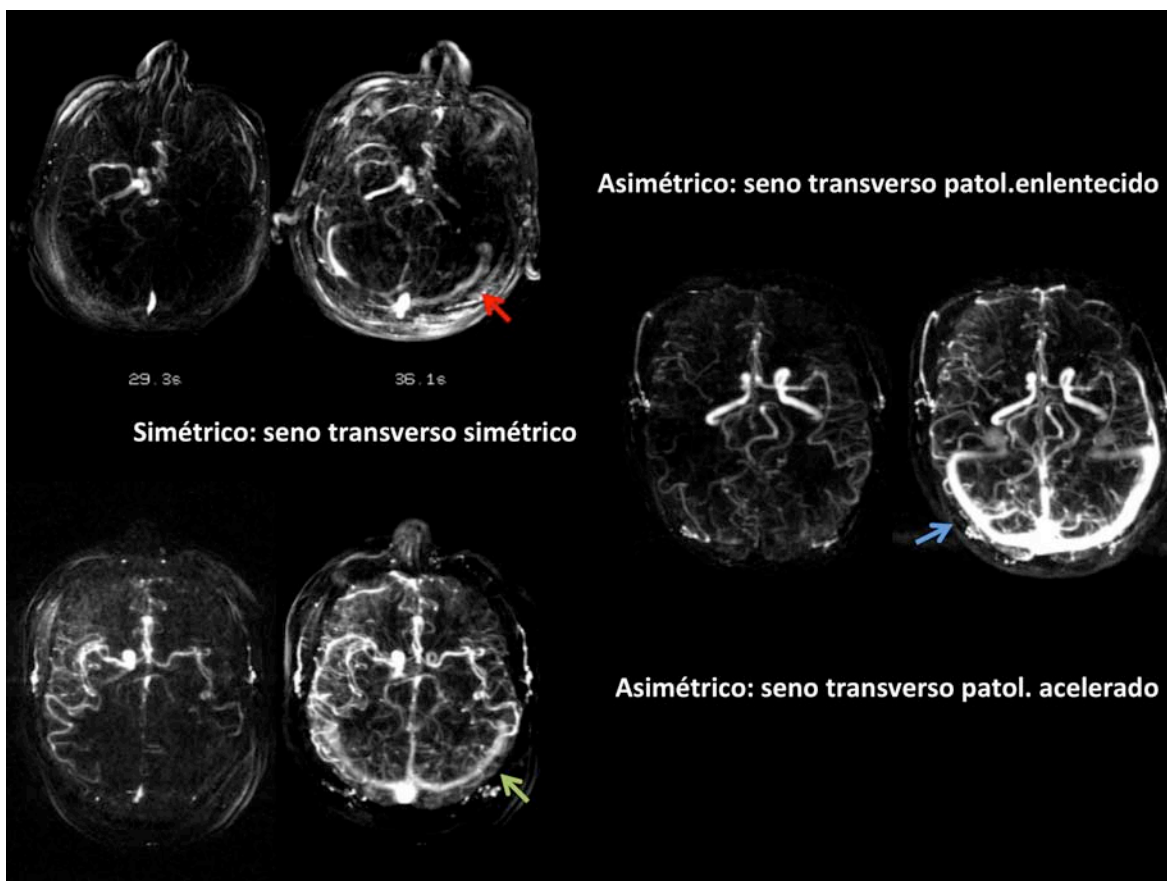 Asimétrico: seno transverso patol.enlentecido
29.3s
36.1s
Simétrico: seno transverso simétrico
Asimétrico: seno transverso patol. acelerado